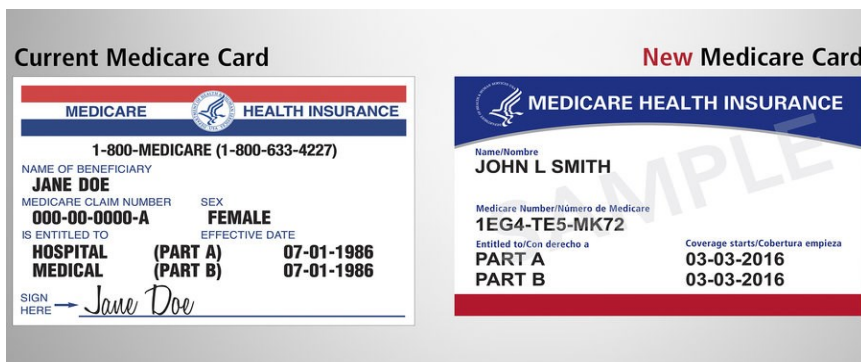 Current Medicare Card
MEDICARE HEALTH INSURANCE
1-800-MEDICARE (1-800-633-4227)
NAME OF BENEFICIARY
JANE DOE
MEDICARE CLAIM NUMBER SEX
000-00-0000-A FEMALE
IS ENTITLED TO EFFECTIVE DATE
HOSPITAL (PART A) 07-01-1986
MEDICAL (PART B) 07-01-1986
SIGN HERE Jane Doe
New Medicare Card
MEDICARE HEALTH INSURANCE
Name/Nombre
JOHN L SMITH
Medicare Number/Número de Medicare
1EG4-TE5-MK72
Entitled to/Con derecho a Coverage starts/Cobertura empieza
PART A 03-03-2016
PART B 03-03-2016
SAMPLE